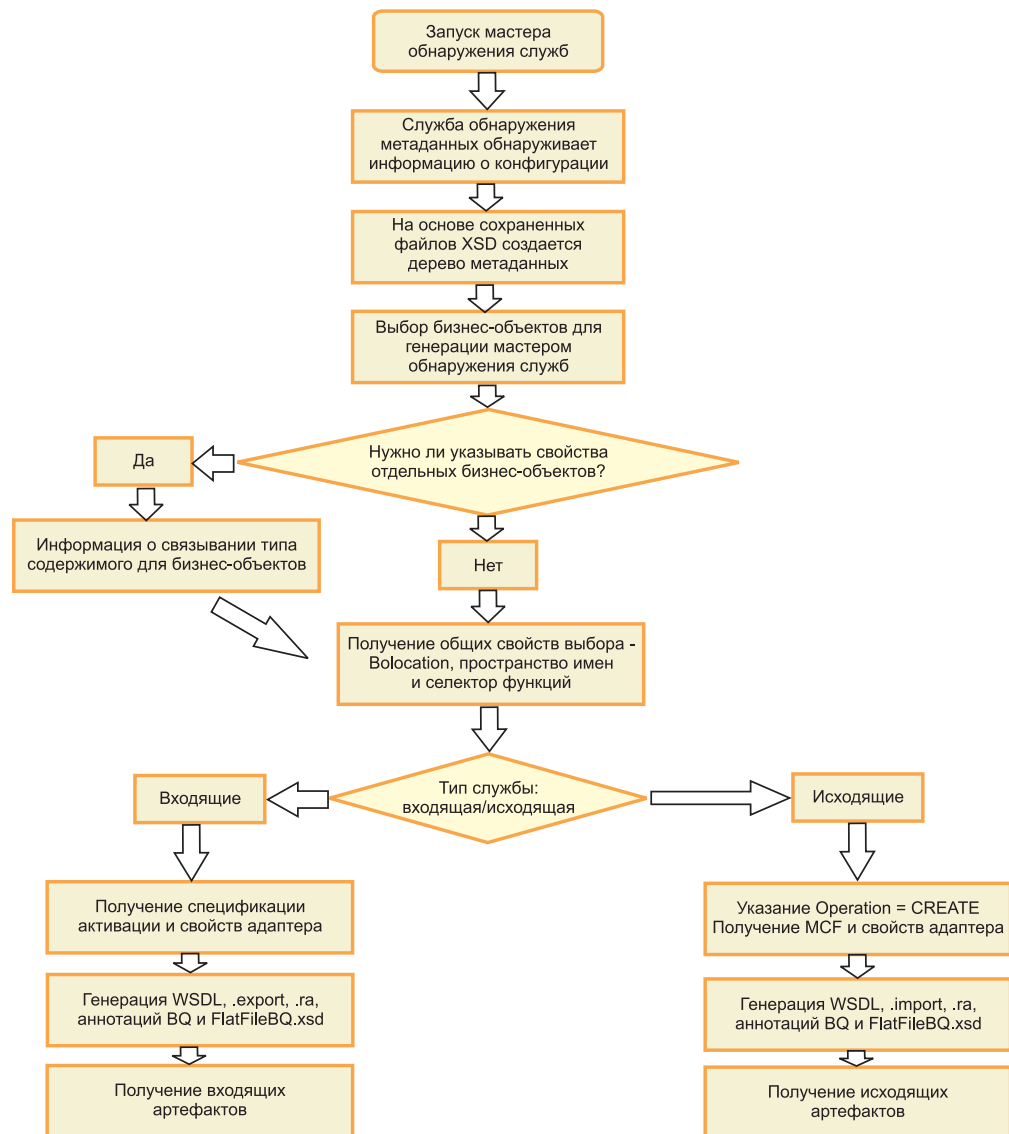 Запуск мастера
обнаружения служб
Служба обнаружения
метаданных обнаруживает
информацию о конфигурации
На основе сохраненных
файлов XSD создается
дерево метаданных
Выбор бизнес-объектов для
генерации мастером
обнаружения служб
Нужно ли указывать свойства
отдельных бизнес-объектов?
Да
Информация о связывании типа
содержимого для бизнес-объектов
Нет
Получение общих свойств выбора -
Bolocation, пространство имен
и селектор функций
Тип службы:
входящая/исходящая
Входящие
Исходящие
Получение спецификации
активации и свойств адаптера
Генерация WSDL, .export, .ra,
аннотаций BQ и FlatFileBQ.xsd
Получение входящих
артефактов
Указание Operation = CREATE
Получение MCF и свойств адаптера
Генерация WSDL, .import, .ra,
аннотаций BQ и FlatFileBQ.xsd
Получение исходящих
артефактов